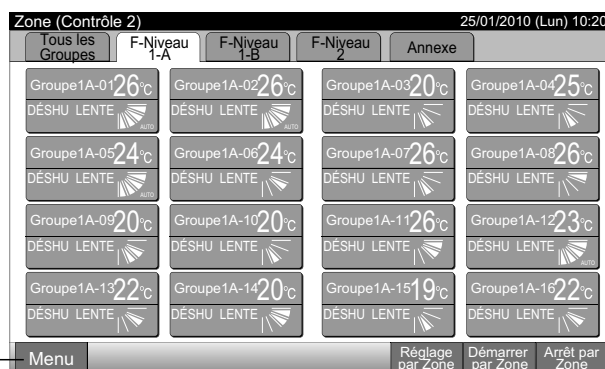 Zone (Contrôle 2) 25/01/2010 (Lun) 10:20
Tous les Groupes F-Niveau 1-A F-Niveau 1-B F-Niveau 2 Annexe
Groupe1A-01 26°C Groupe1A-02 26°C Groupe1A-03 20°C Groupe1A-04 25°C
DÉSHU LENTE AUTO DÉSHU LENTE AUTO DÉSHU LENTE DÉSHU LENTE
Groupe1A-05 24°C Groupe1A-06 24°C Groupe1A-07 26°C Groupe1A-08 26°C
DÉSHU LENTE AUTO DÉSHU LENTE DÉSHU LENTE DÉSHU LENTE
Groupe1A-09 20°C Groupe1A-10 20°C Groupe1A-11 26°C Groupe1A-12 23°C
DÉSHU LENTE DÉSHU LENTE DÉSHU LENTE DÉSHU LENTE AUTO
Groupe1A-13 22°C Groupe1A-14 20°C Groupe1A-15 19°C Groupe1A-16 22°C
DÉSHU LENTE DÉSHU LENTE DÉSHU LENTE DÉSHU LENTE
Menu Réglage par Zone Démarrer par Zone Arrêt par Zone